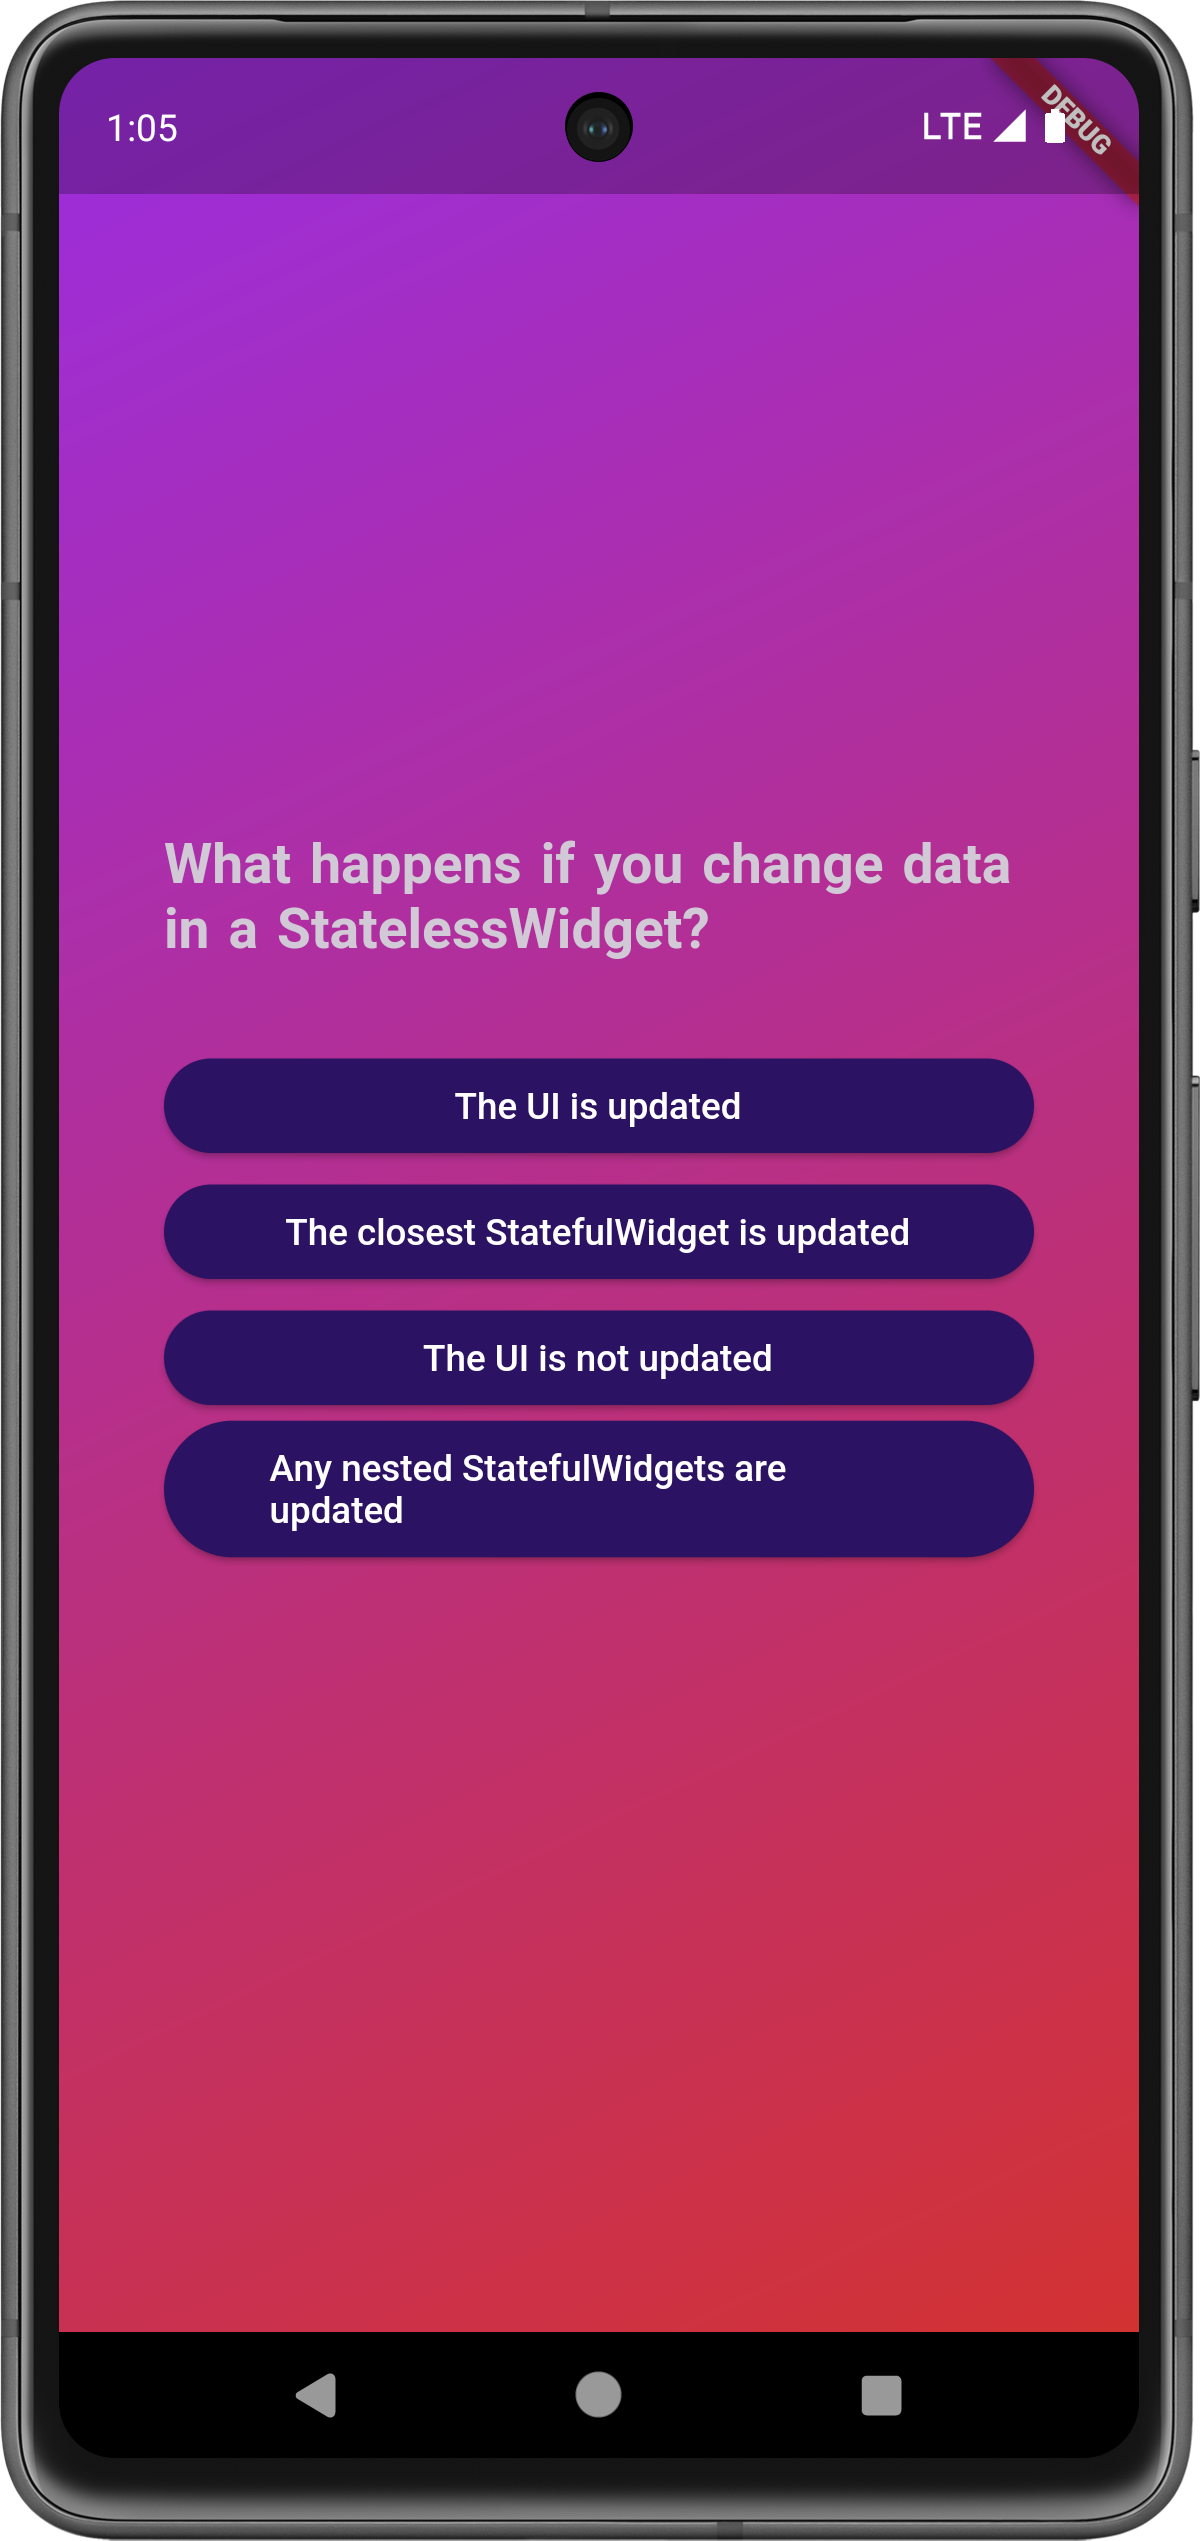 1:05
LTE
DEBUG
What happens if you change data
in a StatelessWidget?
The UI is updated
The closest StatefulWidget is updated
The UI is not updated
Any nested StatefulWidgets are
updated